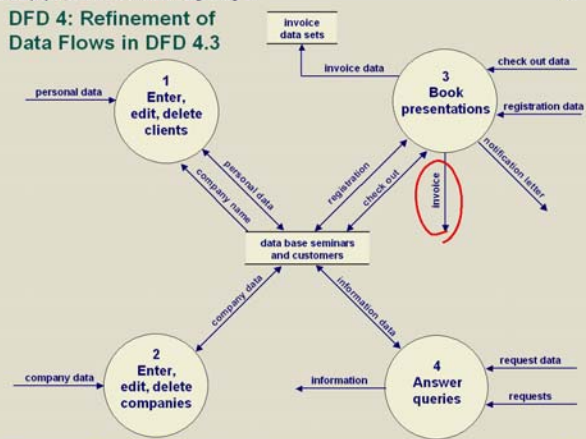 DFD 4: Refinement of
Data Flows in DFD 4.3
invoice
data sets
invoice data
check out data
registration data
3
Book
presentations
notification letter
invoice
personal data
1
Enter,
edit, delete
clients
personal data
company name
registration
check out
data base seminars
and customers
company data
information data
company data
2
Enter,
edit, delete
companies
information
4
Answer
queries
request data
requests